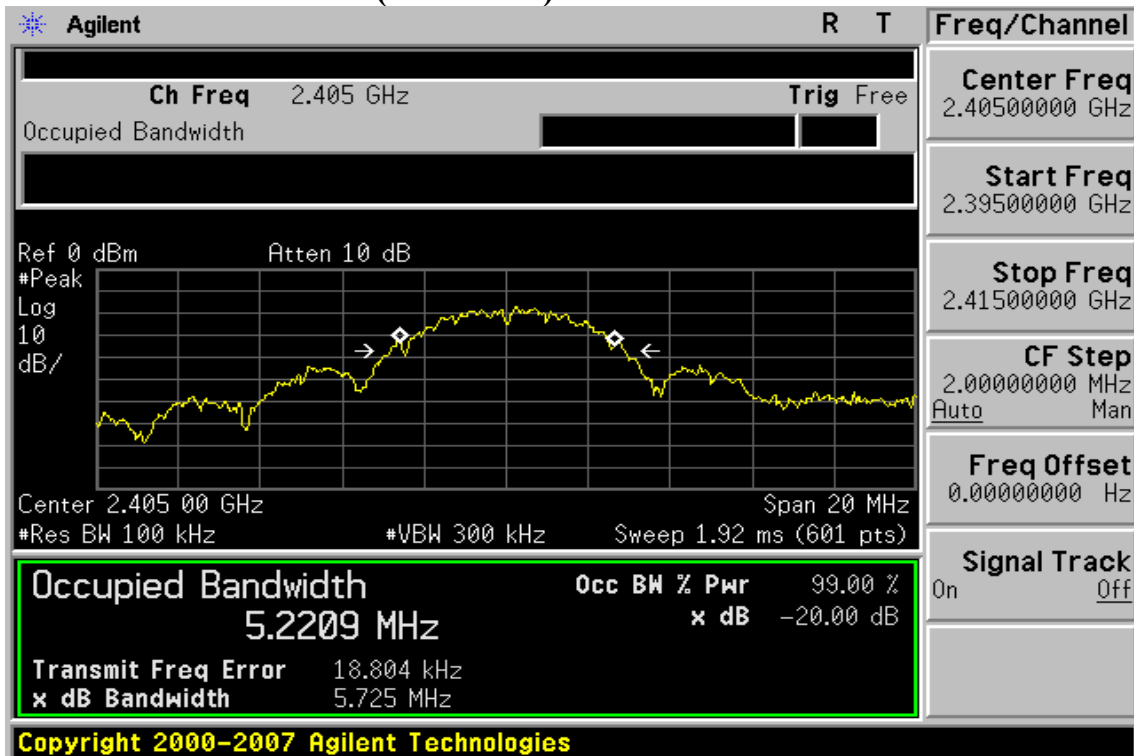 Agilent R T
Ch Freq 2.405 GHz Trig Free
Occupied Bandwidth
Ref 0 dBm Atten 10 dB
#Peak
Log
10
dB/
Center 2.405 00 GHz Span 20 MHz
#Res BW 100 kHz #VBW 300 kHz Sweep 1.92 ms (601 pts)
Occupied Bandwidth Occ BW % Pwr 99.00 %
5.2209 MHz x dB -20.00 dB
Transmit Freq Error 18.804 kHz
x dB Bandwidth 5.725 MHz
Copyright 2000-2007 Agilent Technologies
Freq/Channel
Center Freq
2.40500000 GHz
Start Freq
2.39500000 GHz
Stop Freq
2.41500000 GHz
CF Step
2.00000000 MHz
Auto Man
Freq Offset
0.00000000 Hz
Signal Track
On Off